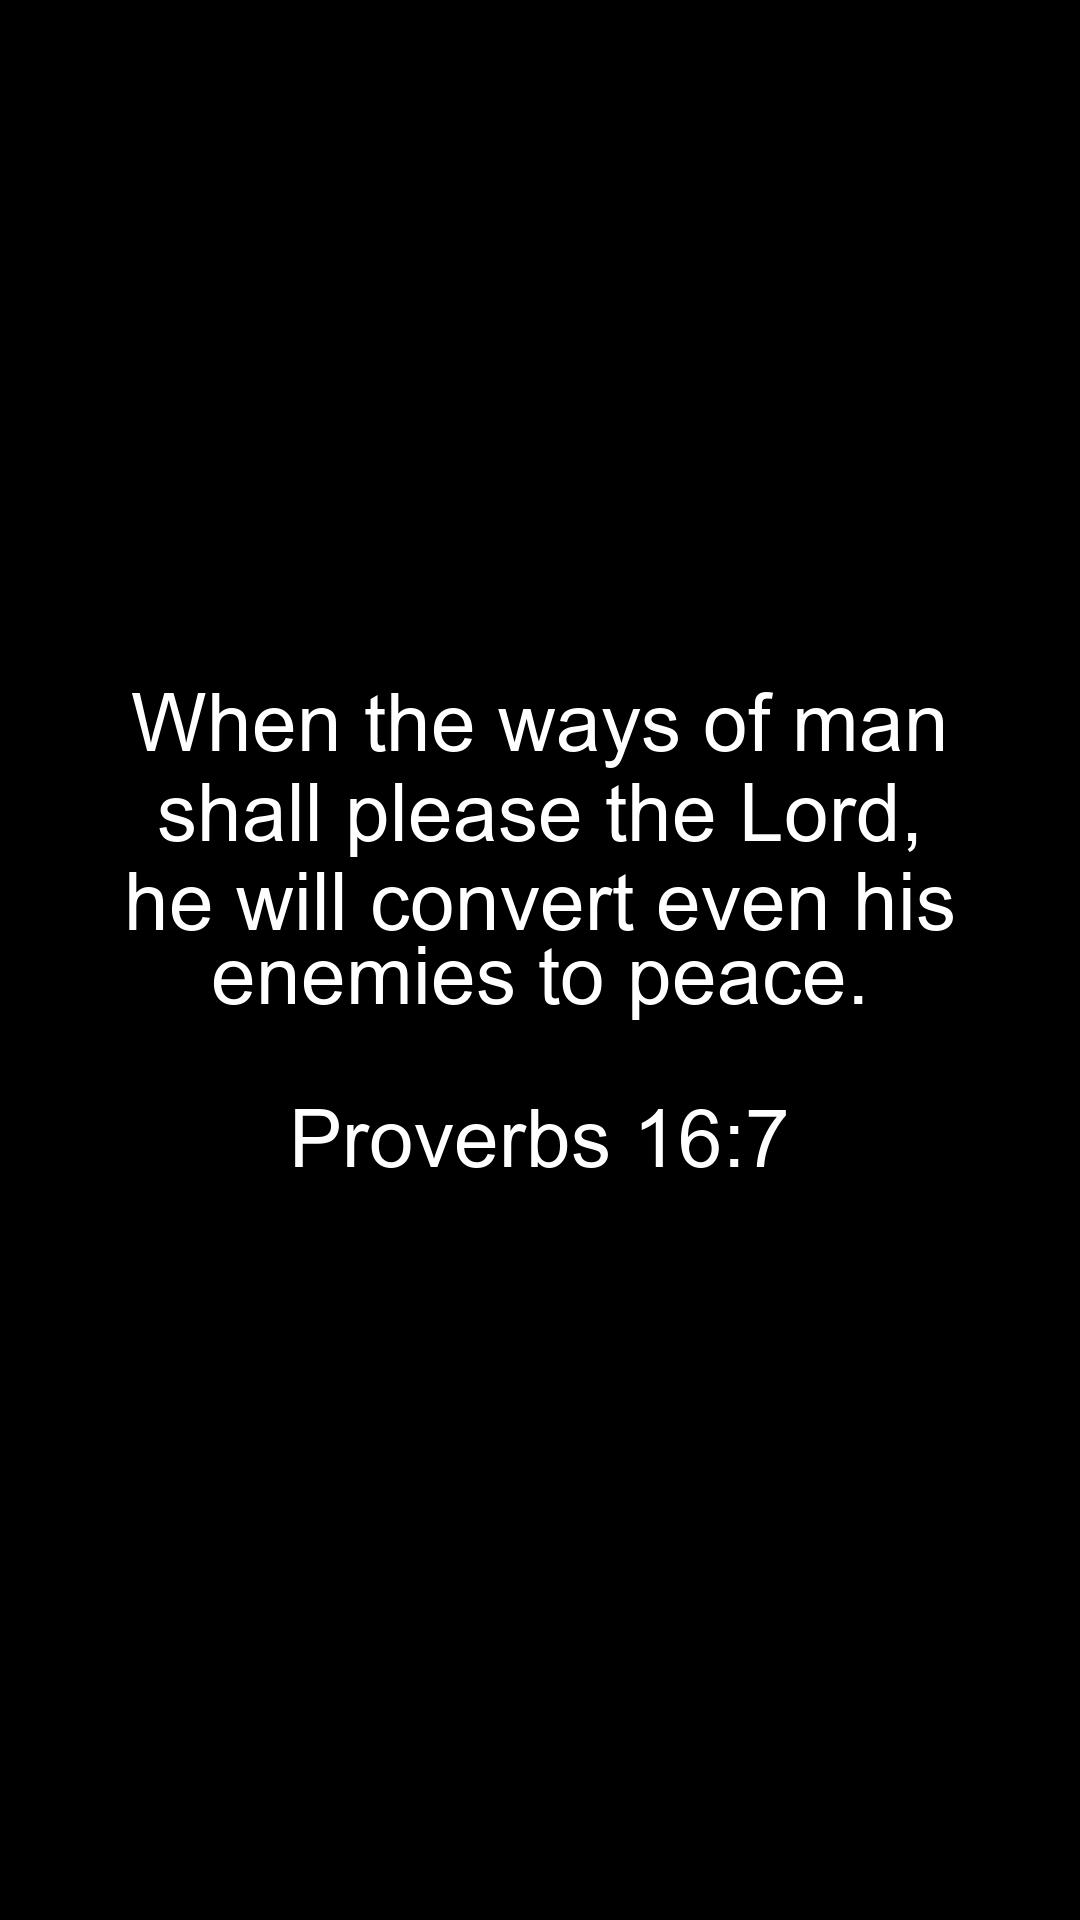 When the ways of man
shall please the Lord,
he will convert even his
enemies to peace.
Proverbs 16:7